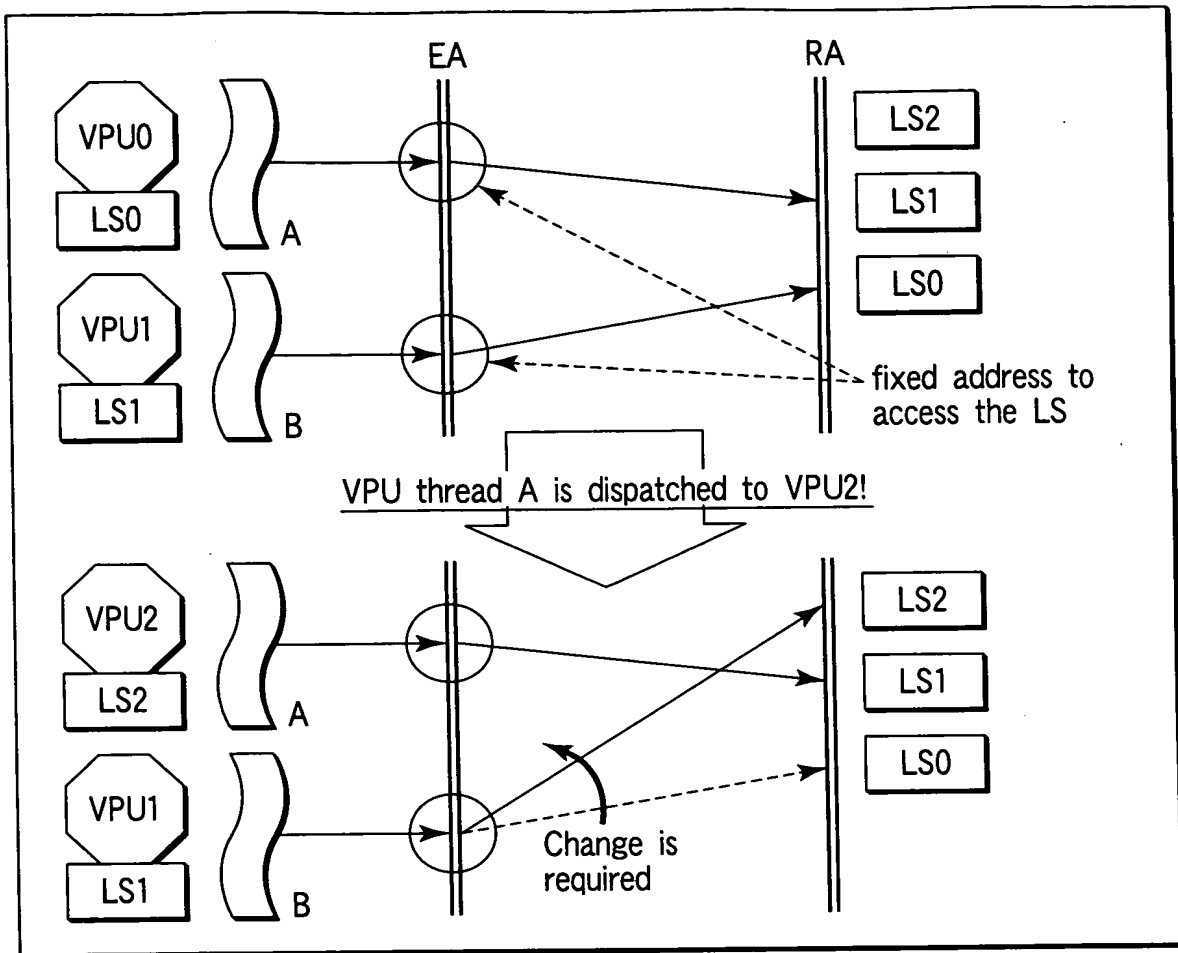 EA
RA
VPU0
LS0
A
LS2
LS1
LS0
VPU1
LS1
B
fixed address to
access the LS
VPU thread A is dispatched to VPU2!
VPU2
LS2
A
LS2
LS1
LS0
VPU1
LS1
B
Change is
required